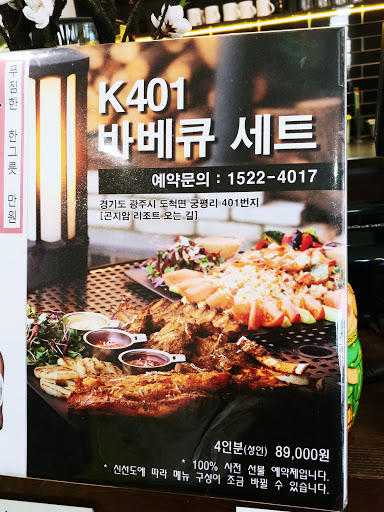 푸짐한 한그릇 만원
K401
바베큐 세트
예약문의 : 1522-4017
경기도 광주시 도척면 궁평리 401번지
[곤지암 리조트 오는 길]
4인분(성인) 89,000원
* 100% 사전 선불 예약제입니다.
* 신선도에 따라 메뉴 구성이 조금 바뀔 수 있습니다.